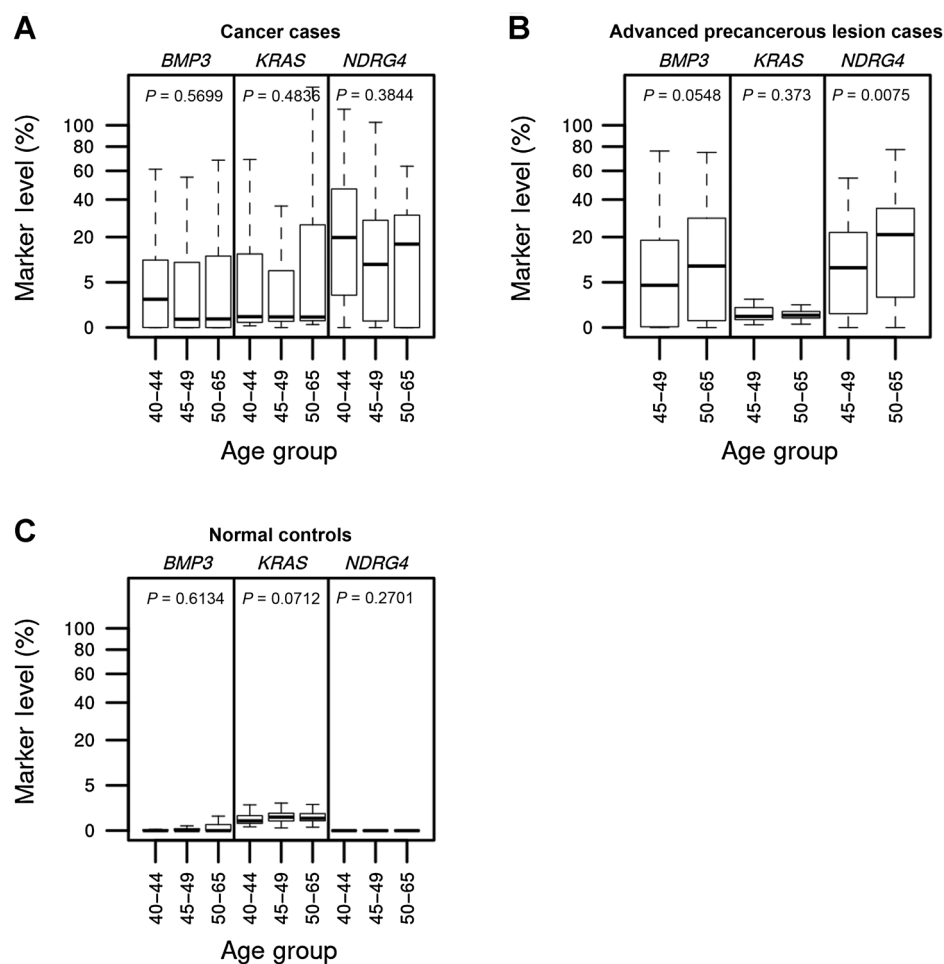 A
Cancer cases
BMP3 KRAS NDRG4
P = 0.5699 P = 0.4836 P = 0.3844
Marker level (%)
100
80
60
40
20
5
0
40–44 45–49 50–65 40–44 45–49 50–65 40–44 45–49 50–65
Age group
B
Advanced precancerous lesion cases
BMP3 KRAS NDRG4
P = 0.0548 P = 0.373 P = 0.0075
Marker level (%)
100
80
60
40
20
5
0
45–49 50–65 45–49 50–65 45–49 50–65
Age group
C
Normal controls
BMP3 KRAS NDRG4
P = 0.6134 P = 0.0712 P = 0.2701
Marker level (%)
100
80
60
40
20
5
0
40–44 45–49 50–65 40–44 45–49 50–65 40–44 45–49 50–65
Age group